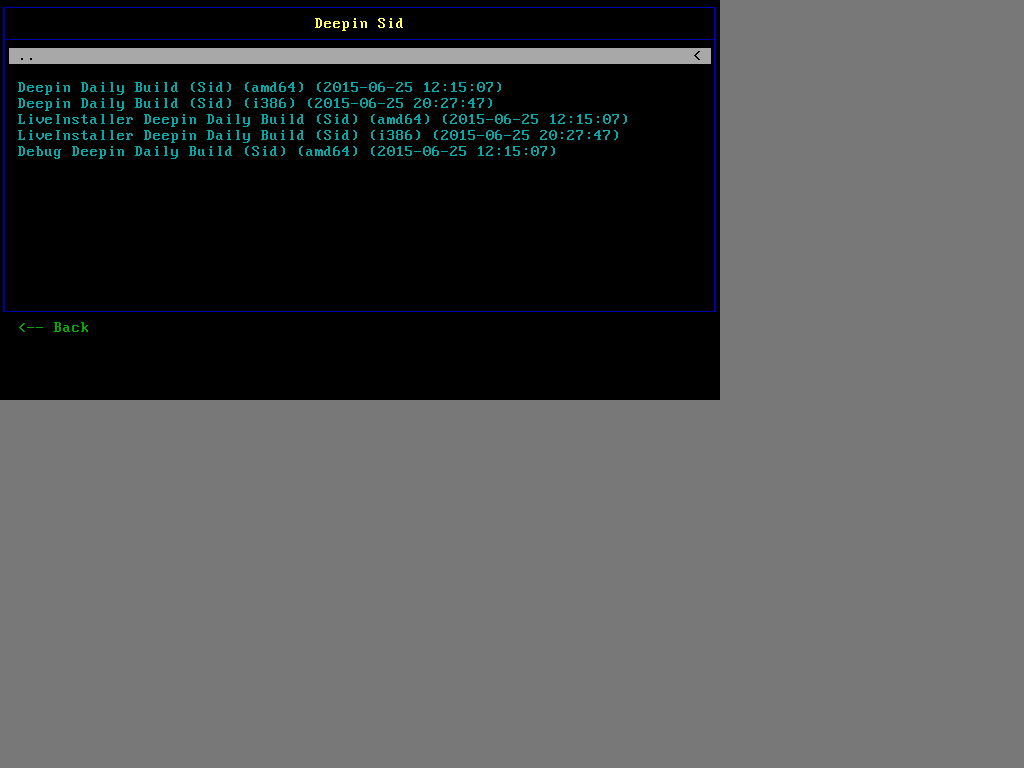 Deepin Sid
.. <
Deepin Daily Build (Sid) (amd64) (2015-06-25 12:15:07)
Deepin Daily Build (Sid) (i386) (2015-06-25 20:27:47)
LiveInstaller Deepin Daily Build (Sid) (amd64) (2015-06-25 12:15:07)
LiveInstaller Deepin Daily Build (Sid) (i386) (2015-06-25 20:27:47)
Debug Deepin Daily Build (Sid) (amd64) (2015-06-25 12:15:07)
<-- Back